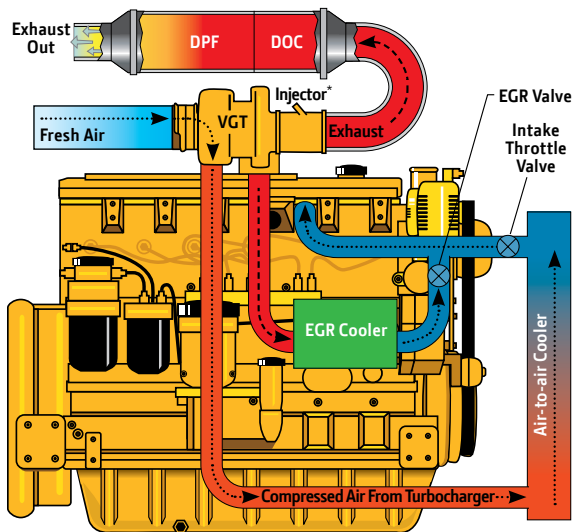 Exhaust
Out
DPF
DOC
Injector*
VGT
Fresh Air
Exhaust
EGR Valve
Intake
Throttle
Valve
EGR Cooler
Air-to-air Cooler
Compressed Air From Turbocharger